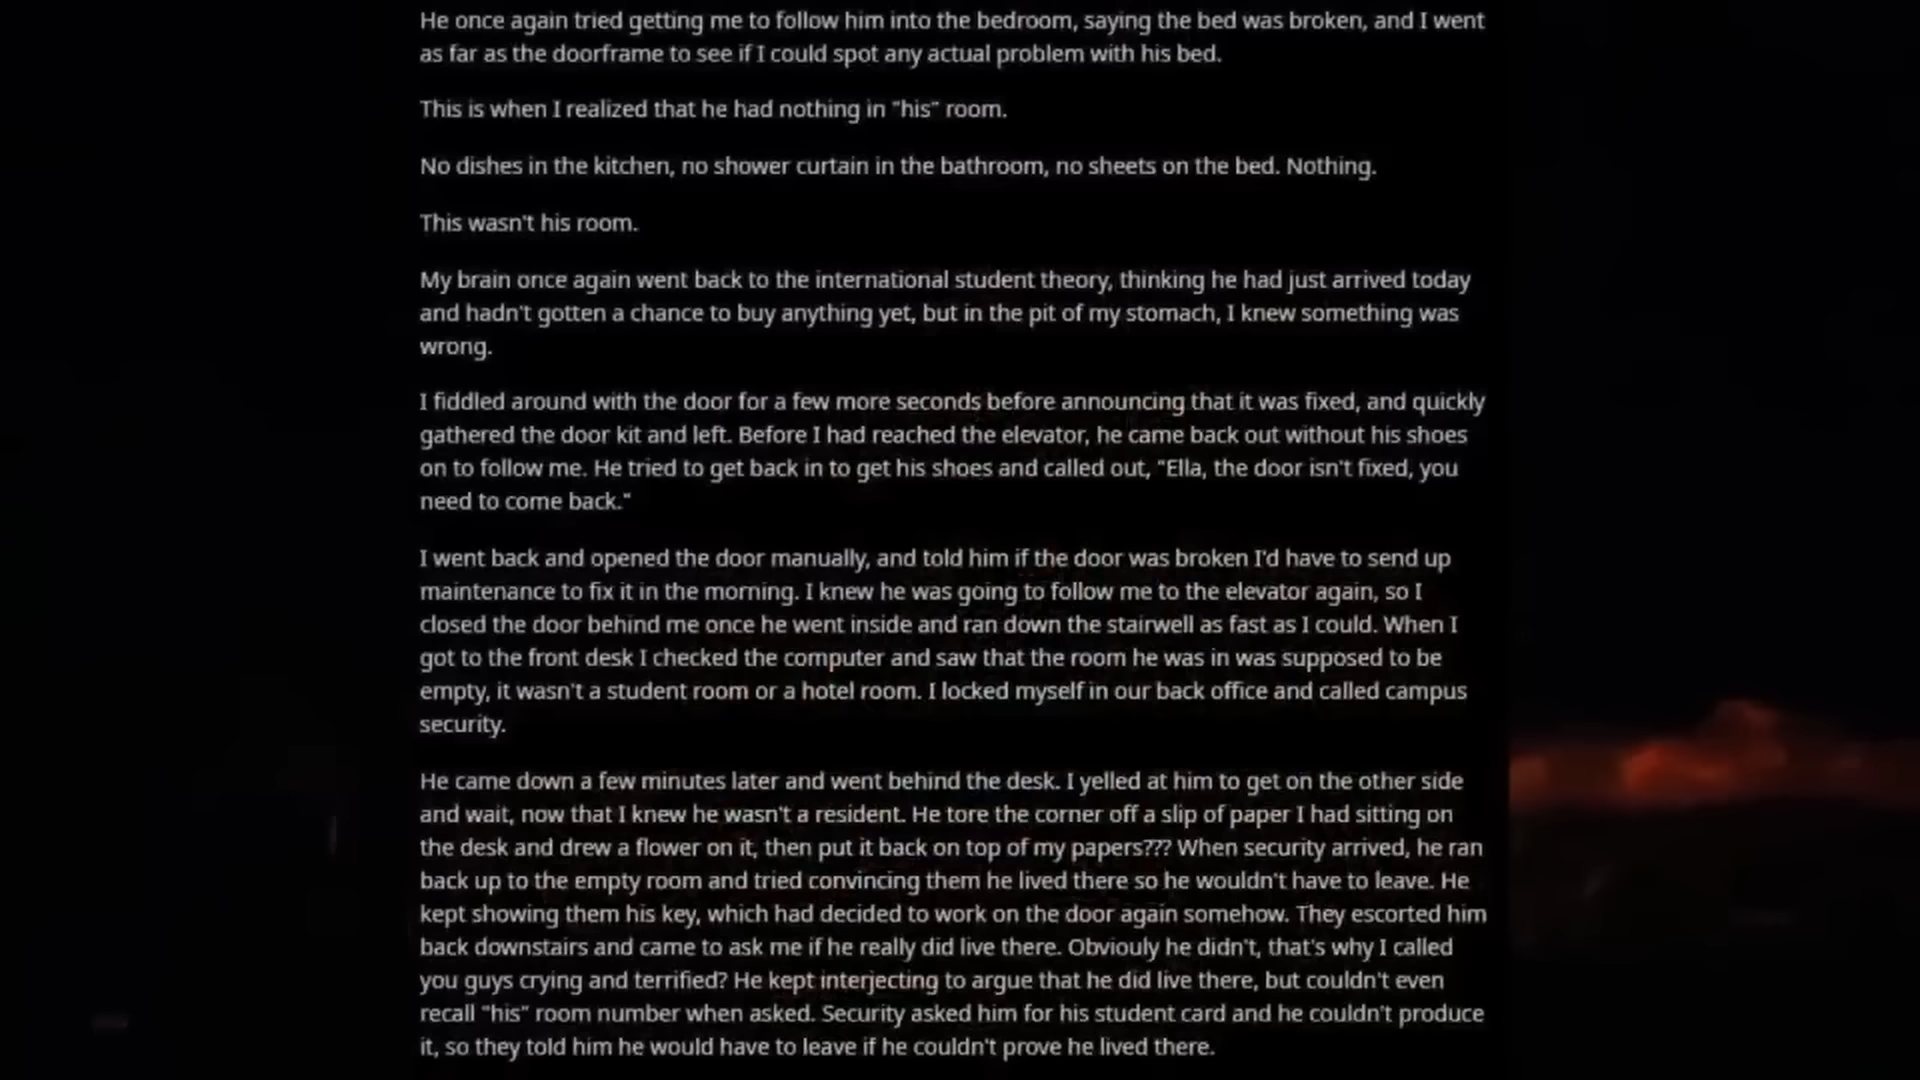 He once again tried getting me to follow him into the bedroom, saying the bed was broken, and I went
as far as the doorframe to see if I could spot any actual problem with his bed.
This is when I realized that he had nothing in "his" room.
No dishes in the kitchen, no shower curtain in the bathroom, no sheets on the bed. Nothing.
This wasn't his room.
My brain once again went back to the international student theory, thinking he had just arrived today
and hadn't gotten a chance to buy anything yet, but in the pit of my stomach, I knew something was
wrong.
I fiddled around with the door for a few more seconds before announcing that it was fixed, and quickly
gathered the door kit and left. Before I had reached the elevator, he came back out without his shoes
on to follow me. He tried to get back in to get his shoes and called out, "Ella, the door isn't fixed, you
need to come back."
I went back and opened the door manually, and told him if the door was broken I'd have to send up
maintenance to fix it in the morning. I knew he was going to follow me to the elevator again, so I
closed the door behind me once he went inside and ran down the stairwell as fast as I could. When I
got to the front desk I checked the computer and saw that the room he was in was supposed to be
empty, it wasn't a student room or a hotel room. I locked myself in our back office and called campus
security.
He came down a few minutes later and went behind the desk. I yelled at him to get on the other side
and wait, now that I knew he wasn't a resident. He tore the corner off a slip of paper I had sitting on
the desk and drew a flower on it, then put it back on top of my papers??? When security arrived, he ran
back up to the empty room and tried convincing them he lived there so he wouldn't have to leave. He
kept showing them his key, which had decided to work on the door again somehow. They escorted him
back downstairs and came to ask me if he really did live there. Obviouly he didn't, that's why I called
you guys crying and terrified? He kept interjecting to argue that he did live there, but couldn't even
recall "his" room number when asked. Security asked him for his student card and he couldn't produce
it, so they told him he would have to leave if he couldn't prove he lived there.